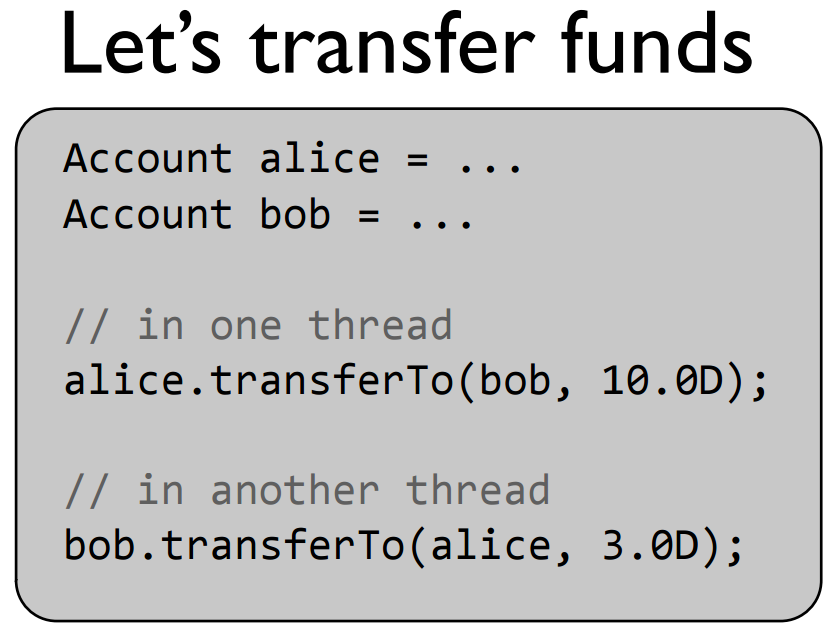 Let’s transfer funds
Account alice = ...
Account bob = ...
// in one thread
alice.transferTo(bob, 10.0D);
// in another thread
bob.transferTo(alice, 3.0D);